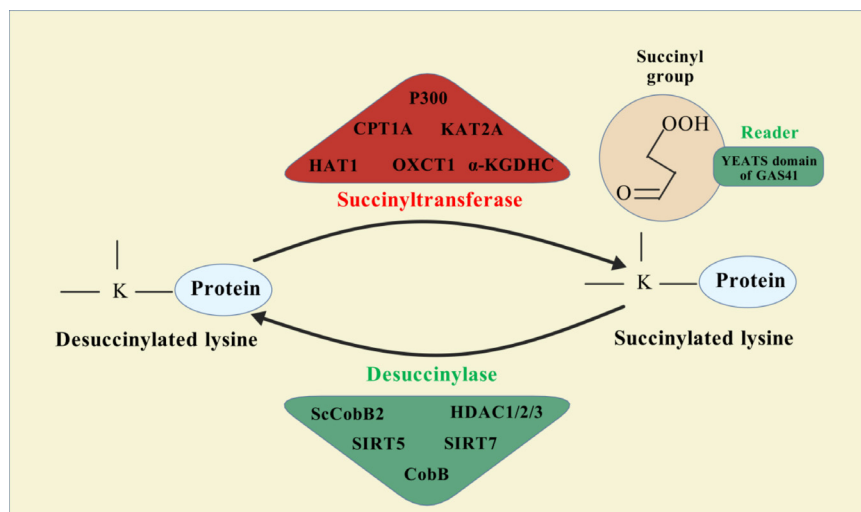 P300
CPT1A KAT2A
HAT1 OXCT1 α-KGDHC
Succinyltransferase
Succinyl
group
OOH
O
Reader
YEATS domain
of GAS41
K
Protein
Desuccinylated lysine
K
Protein
Succinylated lysine
Desuccinylase
ScCobB2 HDAC1/2/3
SIRT5 SIRT7
CobB